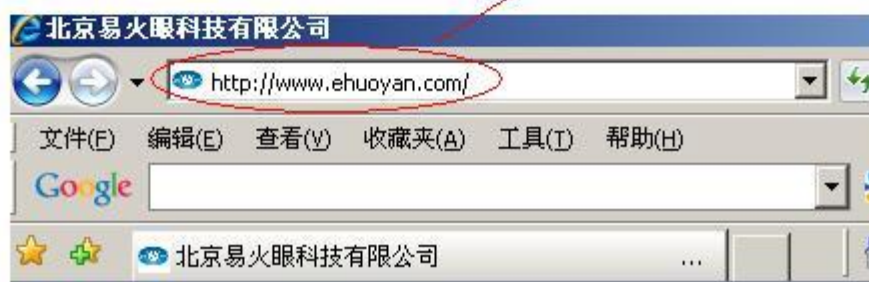 北京易火眼科技有限公司
http://www.ehuoyan.com/
文件(F) 编辑(E) 查看(V) 收藏夹(A) 工具(T) 帮助(H)
Google
北京易火眼科技有限公司 ...